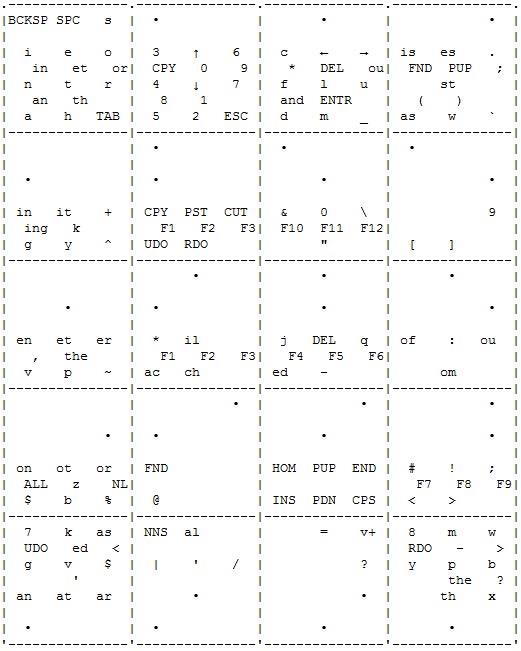 BCKSP SPC s • • •
i e o 3 ↑ 6 c ← → is es .
in et or CPY 0 9 * DEL ou FND PUP ;
n t r 4 ↓ 7 f l u st
an th 8 1 and ENTR ( )
a h TAB 5 2 ESC d m _ as w `
• • •
• • • •
in it + CPY PST CUT & 0 \ 9
ing k F1 F2 F3 F10 F11 F12
g y ^ UDO RDO " [ ]
• • •
• • • •
en et er * il j DEL q of : ou
, the F1 F2 F3 F4 F5 F6
v p ~ ac ch ed - om
• • •
• • • •
on ot or FND HOM PUP END # ! ;
ALL z NL F7 F8 F9
$ b % @ INS PDN CPS < >
7 k as NNS al = v+ 8 m w
UDO ed < RDO - >
g v $ | ' / ? y p b
' the ?
an at ar • • th x
• • • •